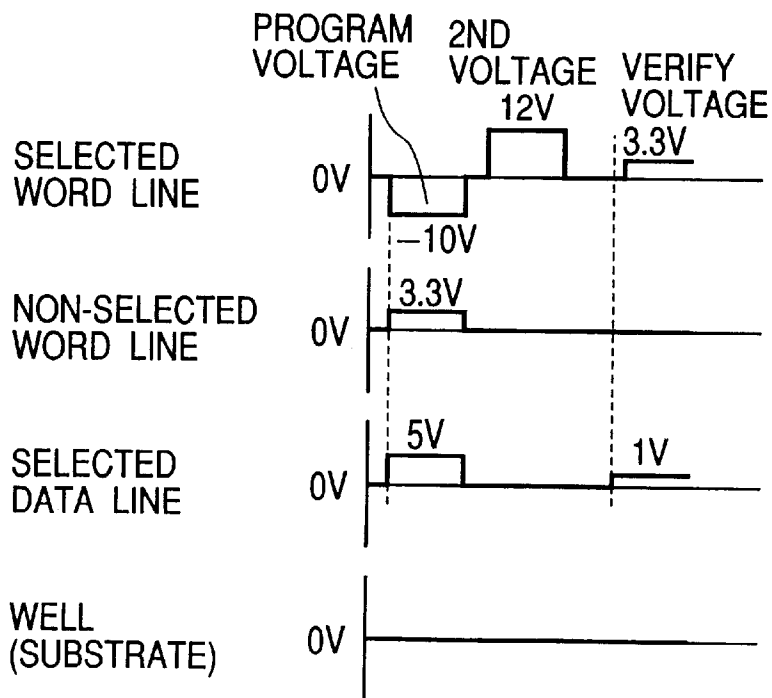 PROGRAM
VOLTAGE
2ND
VOLTAGE
12V
VERIFY
VOLTAGE
3.3V
SELECTED
WORD LINE
0V
−10V
NON-SELECTED
WORD LINE
3.3V
0V
SELECTED
DATA LINE
5V
1V
0V
WELL
(SUBSTRATE)
0V